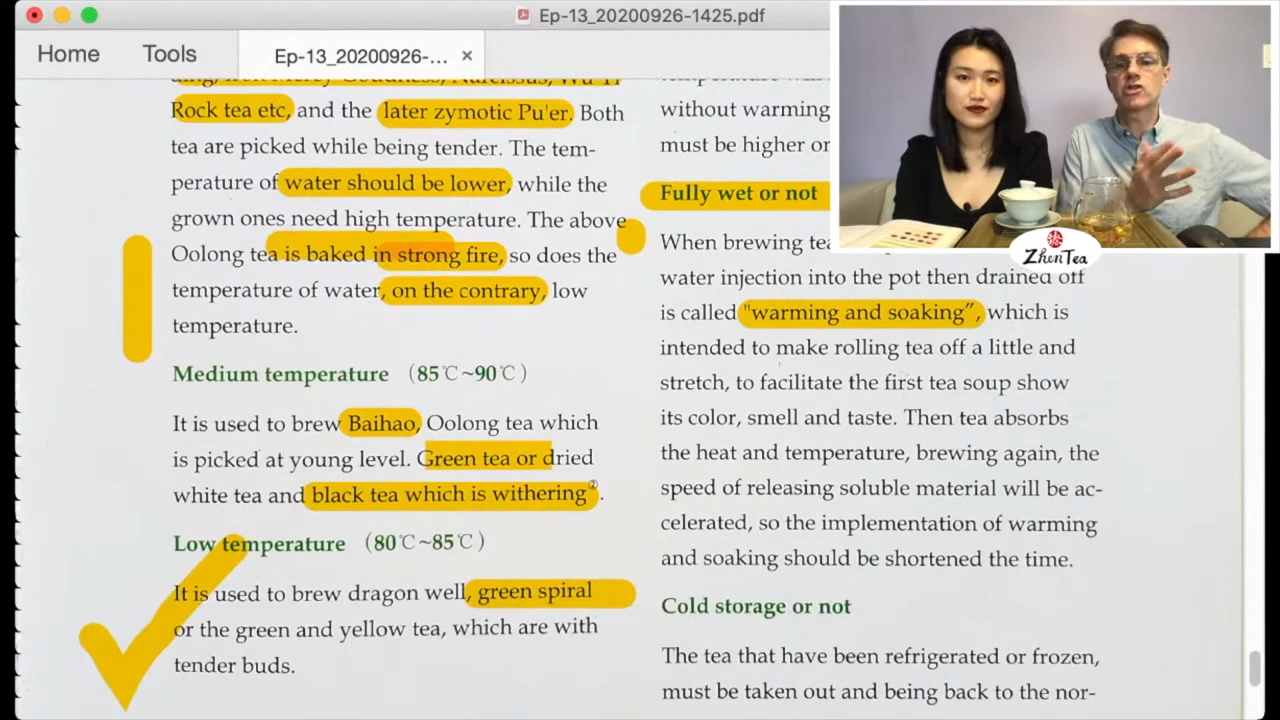 Ep-13_20200926-1425.pdf
Home
Tools
Ep-13_20200926-...
Rock tea etc, and the later zymotic Pu'er. Both
tea are picked while being tender. The tem-
perature of water should be lower, while the
grown ones need high temperature. The above
Oolong tea is baked in strong fire, so does the
temperature of water, on the contrary, low
temperature.
Medium temperature （85℃~90℃）
It is used to brew Baihao, Oolong tea which
is picked at young level. Green tea or dried
white tea and black tea which is withering②.
Low temperature （80℃~85℃）
It is used to brew dragon well, green spiral
or the green and yellow tea, which are with
tender buds.
without warming
must be higher or
Fully wet or not
When brewing tea
water injection into the pot then drained off
is called "warming and soaking”, which is
intended to make rolling tea off a little and
stretch, to facilitate the first tea soup show
its color, smell and taste. Then tea absorbs
the heat and temperature, brewing again, the
speed of releasing soluble material will be ac-
celerated, so the implementation of warming
and soaking should be shortened the time.
Cold storage or not
The tea that have been refrigerated or frozen,
must be taken out and being back to the nor-
ZhenTea